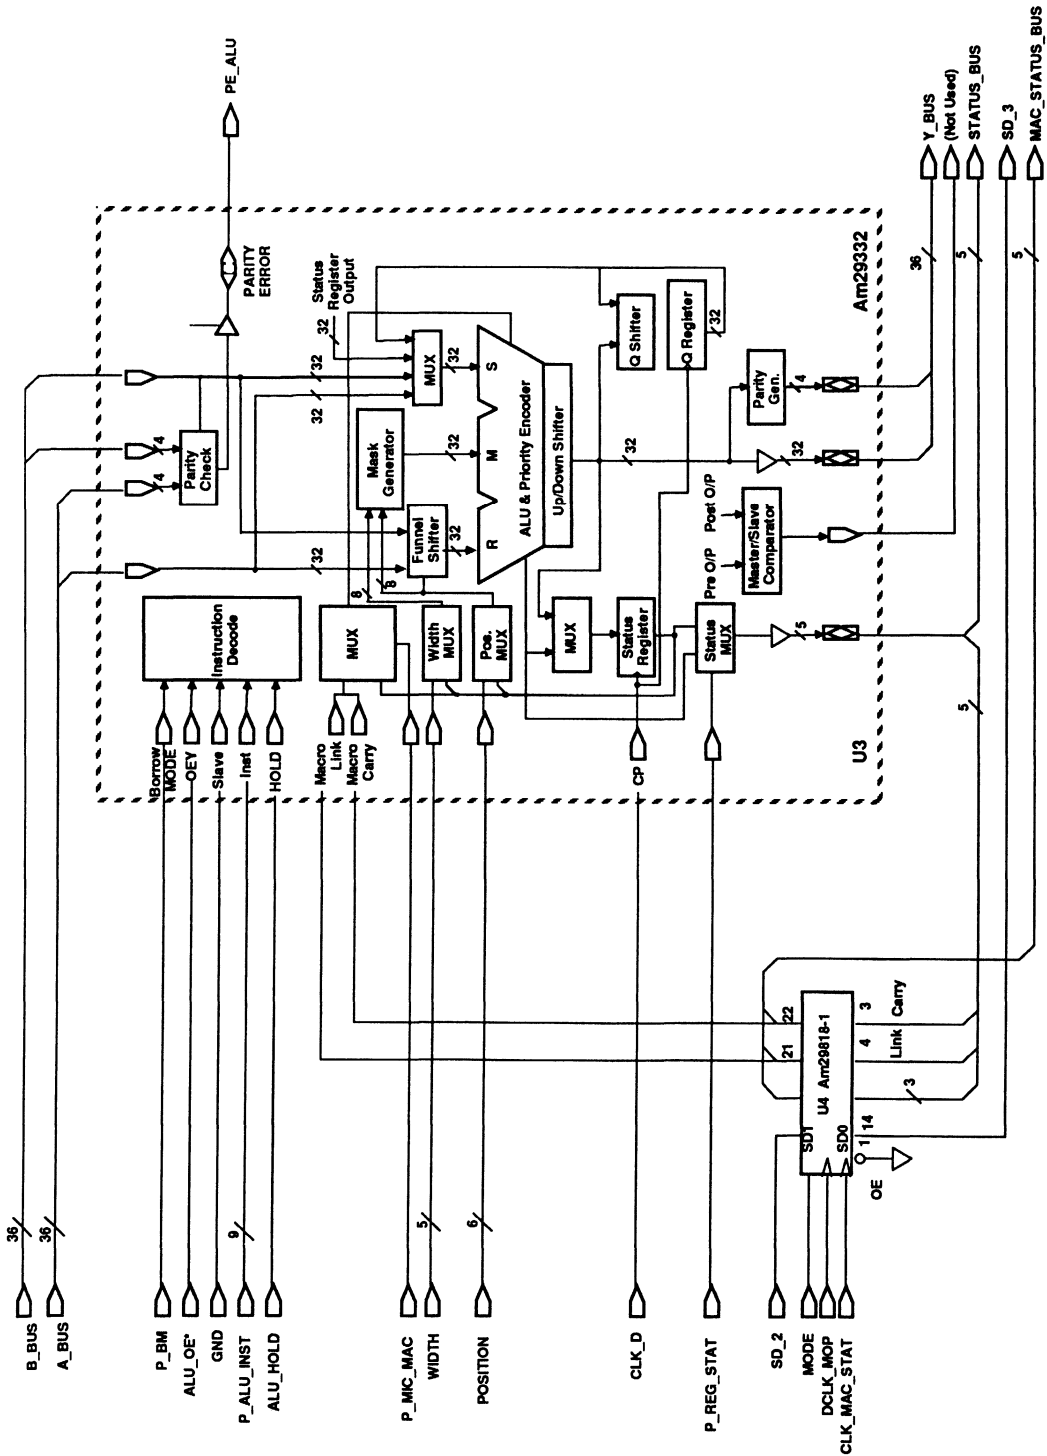 B_BUS
36
A_BUS
36
P_BM
ALU_OE*
GND
P_ALU_INST
9
ALU_HOLD
P_MIC_MAC
WIDTH
5
POSITION
6
CLK_D
P_REG_STAT
SD_2
MODE
DCLK_MOP
CLK_MAC_STAT
Borrow
MODE
OEY
Slave
Inst
HOLD
Macro
Link
Macro
Carry
CP
Instruction
Decode
MUX
Width
MUX
Pos.
MUX
8
8
4
4
Parity
Check
32
32
32
32
Status
Register
Output
32
PARITY
ERROR
PE_ALU
Funnel
Shifter
32
Mask
Generator
32
MUX
32
R
M
S
ALU & Priority Encoder
Up/Down Shifter
MUX
Status
Register
32
Q Shifter
Q Register
32
Status
MUX
5
Pre O/P
Post O/P
Master/Slave
Comparator
32
Parity
Gen.
4
U3
Am29332
SDI
21
22
U4 Am29818-1
SD0
1
14
OE
3
4
Link
3
Carry
5
36
5
5
Y_BUS
(Not Used)
STATUS_BUS
SD_3
MAC_STATUS_BUS